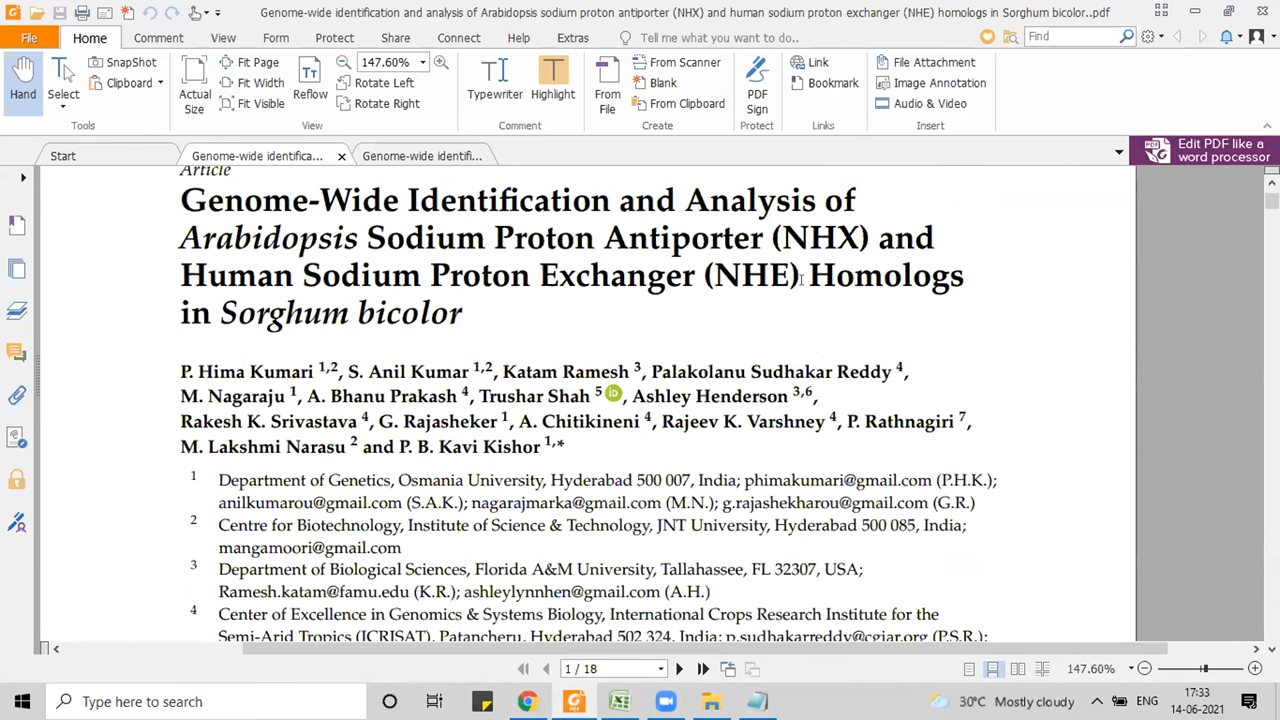 Genome-wide identification and analysis of Arabidopsis sodium proton antiporter (NHX) and human sodium proton exchanger (NHE) homologs in Sorghum bicolor..pdf
File
Home
Comment
View
Form
Protect
Share
Connect
Help
Extras
Tell me what you want to do..
Find
Hand
Select
SnapShot
Clipboard
Tools
Actual Size
Fit Page
Fit Width
Fit Visible
Reflow
147.60%
Rotate Left
Rotate Right
View
Typewriter
Highlight
Comment
From File
From Scanner
Blank
From Clipboard
Create
PDF Sign
Protect
Link
Bookmark
Links
File Attachment
Image Annotation
Audio & Video
Insert
Start
Genome-wide identifica...
Genome-wide identifi...
Edit PDF like a
word processor
Article
Genome-Wide Identification and Analysis of
Arabidopsis Sodium Proton Antiporter (NHX) and
Human Sodium Proton Exchanger (NHE) Homologs
in Sorghum bicolor
P. Hima Kumari 1,2, S. Anil Kumar 1,2, Katam Ramesh 3, Palakolanu Sudhakar Reddy 4,
M. Nagaraju 1, A. Bhanu Prakash 4, Trushar Shah 5 iD, Ashley Henderson 3,6,
Rakesh K. Srivastava 4, G. Rajasheker 1, A. Chitikineni 4, Rajeev K. Varshney 4, P. Rathnagiri 7,
M. Lakshmi Narasu 2 and P. B. Kavi Kishor 1,*
1 Department of Genetics, Osmania University, Hyderabad 500 007, India; phimakumari@gmail.com (P.H.K.);
anilkumarou@gmail.com (S.A.K.); nagarajmarka@gmail.com (M.N.); g.rajashekharou@gmail.com (G.R.)
2 Centre for Biotechnology, Institute of Science & Technology, JNT University, Hyderabad 500 085, India;
mangamoori@gmail.com
3 Department of Biological Sciences, Florida A&M University, Tallahassee, FL 32307, USA;
Ramesh.katam@famu.edu (K.R.); ashleylynnhen@gmail.com (A.H.)
4 Center of Excellence in Genomics & Systems Biology, International Crops Research Institute for the
Semi-Arid Tropics (ICRISAT), Patancheru, Hyderabad 502 324, India; p.sudhakarreddy@cgiar.org (P.S.R.);
1 / 18
147.60%
Type here to search
30°C Mostly cloudy
ENG
17:33
14-06-2021